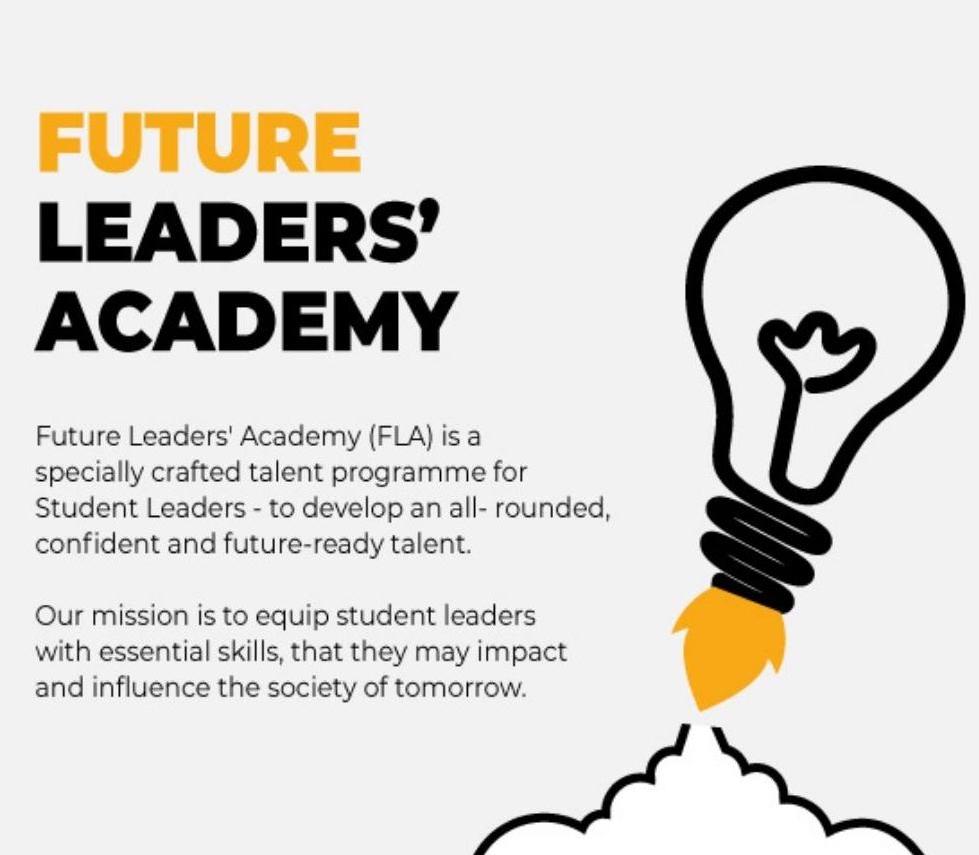 FUTURE
LEADERS’
ACADEMY
Future Leaders' Academy (FLA) is a
specially crafted talent programme for
Student Leaders - to develop an all- rounded,
confident and future-ready talent.
Our mission is to equip student leaders
with essential skills, that they may impact
and influence the society of tomorrow.